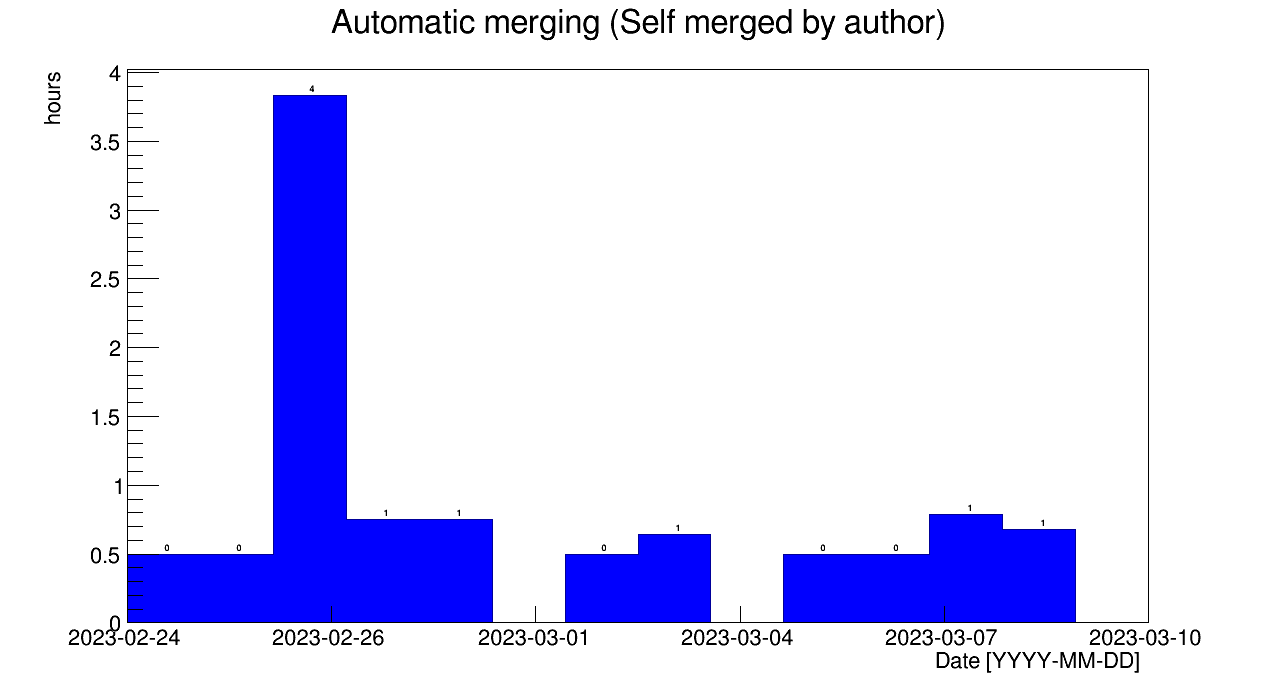 Automatic merging (Self merged by author)
hours
4
3.5
3
2.5
2
1.5
1
0.5
0
0 0 4 1 1 0 1 0 0 1 1
2023-02-24 2023-02-26 2023-03-01 2023-03-04 2023-03-07 2023-03-10
Date [YYYY-MM-DD]